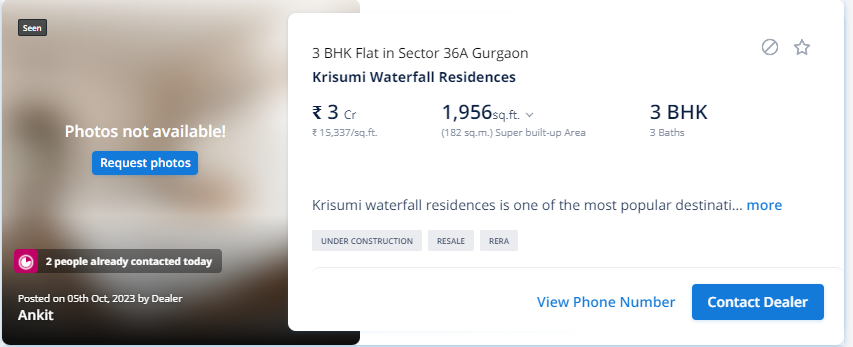 Seen
Photos not available!
Request photos
2 people already contacted today
Posted on 05th Oct, 2023 by Dealer
Ankit
3 BHK Flat in Sector 36A Gurgaon
Krisumi Waterfall Residences
₹ 3 Cr
₹ 15,337/sq.ft.
1,956sq.ft.
(182 sq.m.) Super built-up Area
3 BHK
3 Baths
Krisumi waterfall residences is one of the most popular destinati... more
UNDER CONSTRUCTION
RESALE
RERA
View Phone Number
Contact Dealer